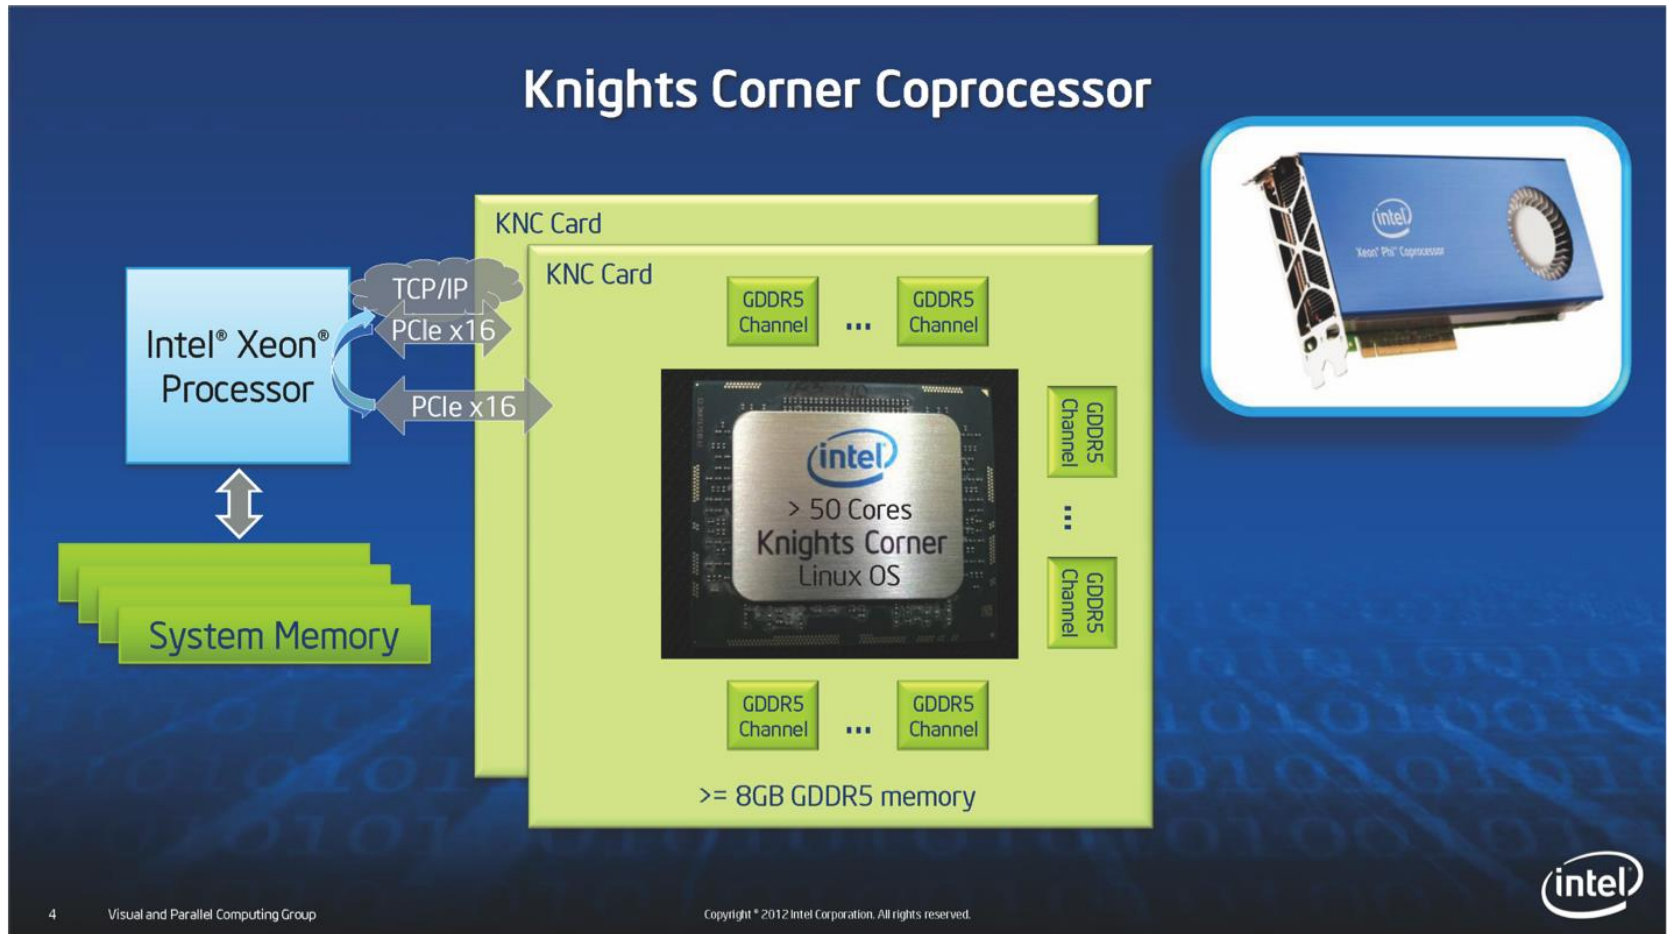 Knights Corner Coprocessor
KNC Card
KNC Card
TCP/IP
PCIe x16
PCIe x16
Intel® Xeon®
Processor
System Memory
GDDR5
Channel
...
GDDR5
Channel
GDDR5
Channel
...
GDDR5
Channel
intel
> 50 Cores
Knights Corner
Linux OS
GDDR5
Channel
...
GDDR5
Channel
>= 8GB GDDR5 memory
intel
Xeon® Phi™ Coprocessor
4
Visual and Parallel Computing Group
Copyright © 2012 Intel Corporation. All rights reserved.
intel